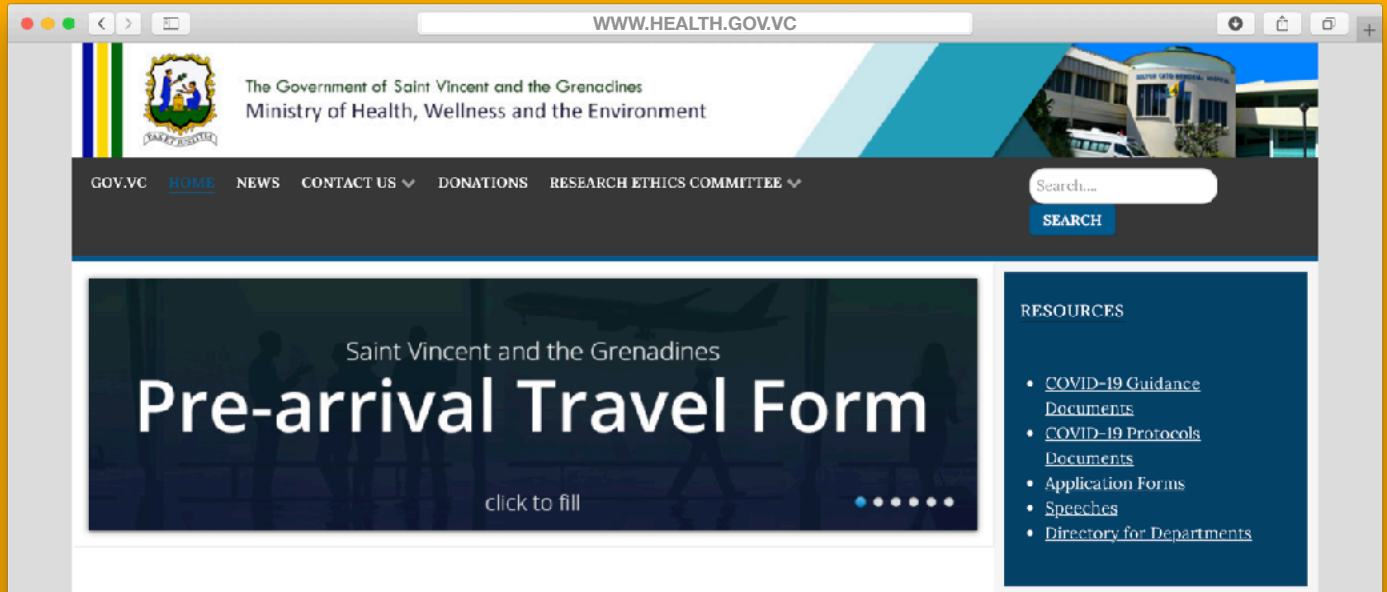 WWW.HEALTH.GOV.VC
The Government of Saint Vincent and the Grenadines
Ministry of Health, Wellness and the Environment
PAX ET JUSTITIA
GOV.VC HOME NEWS CONTACT US DONATIONS RESEARCH ETHICS COMMITTEE
Search....
SEARCH
Saint Vincent and the Grenadines
Pre-arrival Travel Form
click to fill
RESOURCES
COVID-19 Guidance
Documents
COVID-19 Protocols
Documents
Application Forms
Speeches
Directory for Departments